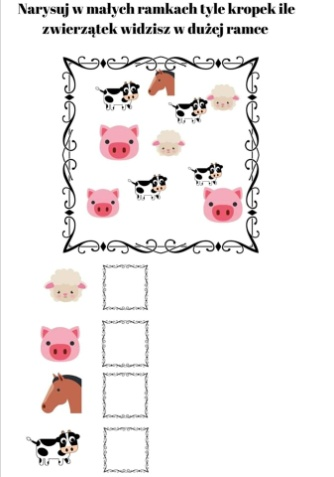 Narysuj w małych ramkach tyle kropek ile
zwierzątek widzisz w dużej ramce